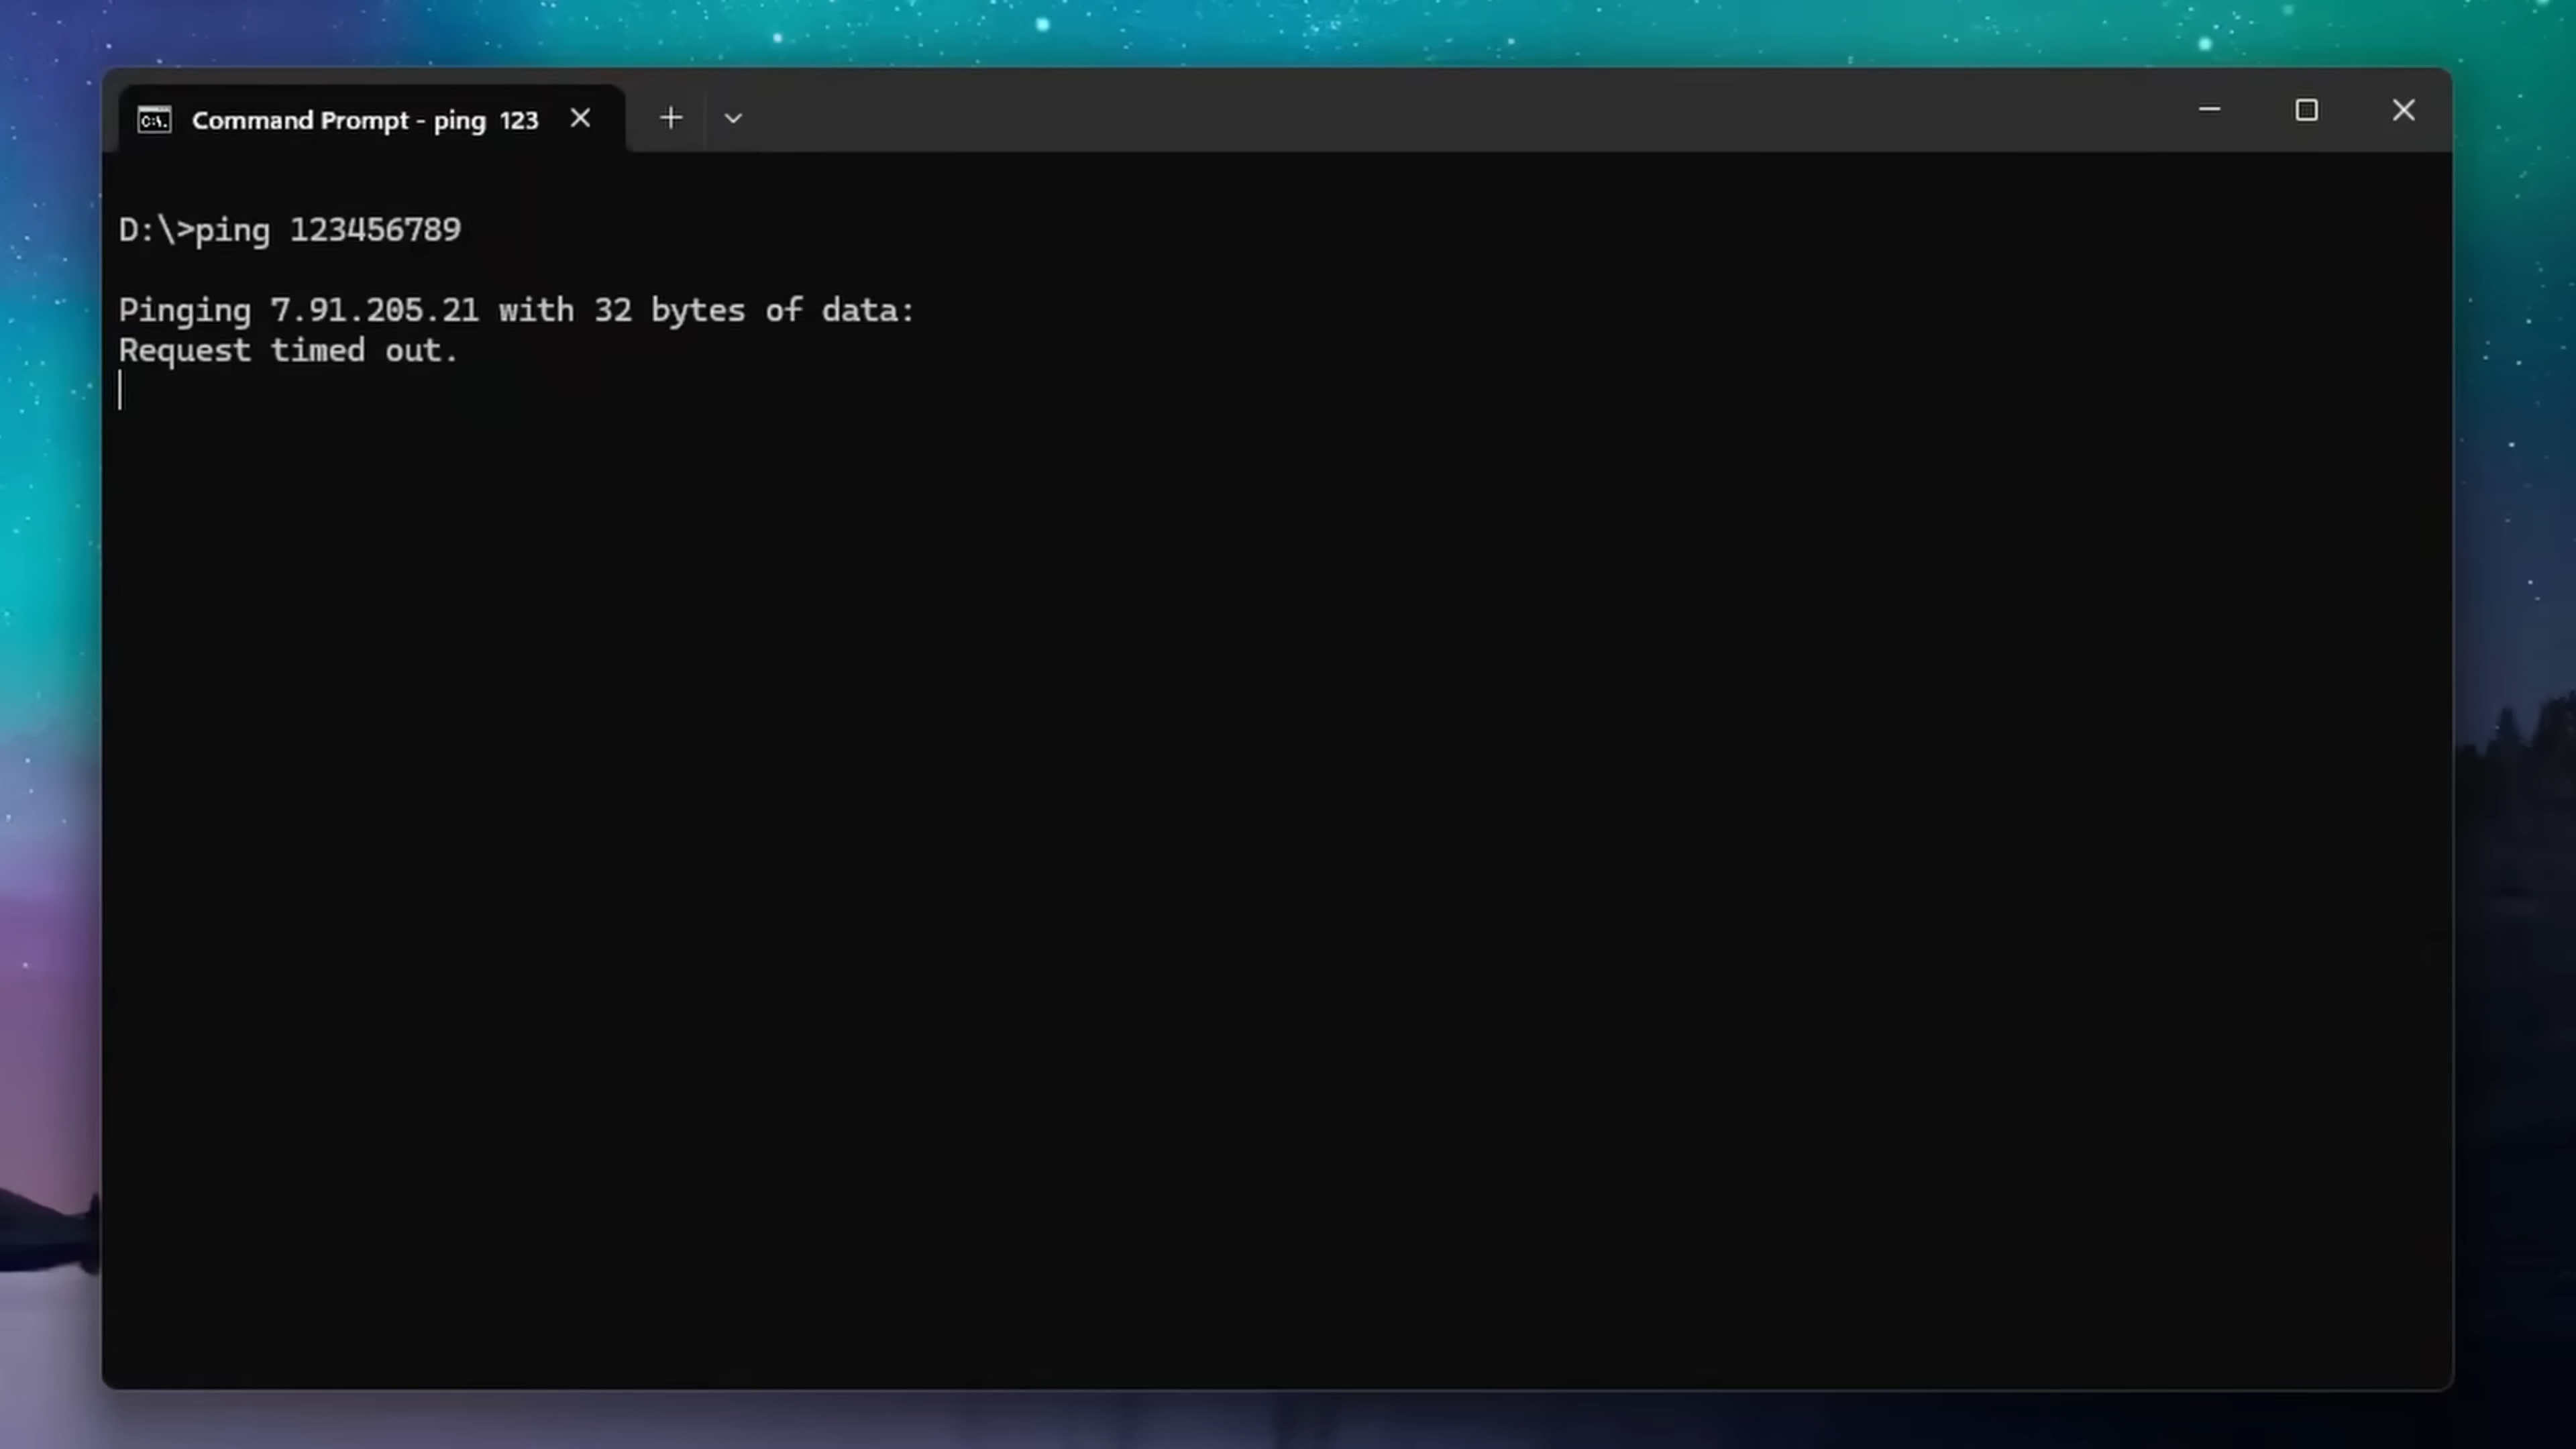 Command Prompt - ping  123
D:\>ping 123456789
Pinging 7.91.205.21 with 32 bytes of data:
Request timed out.